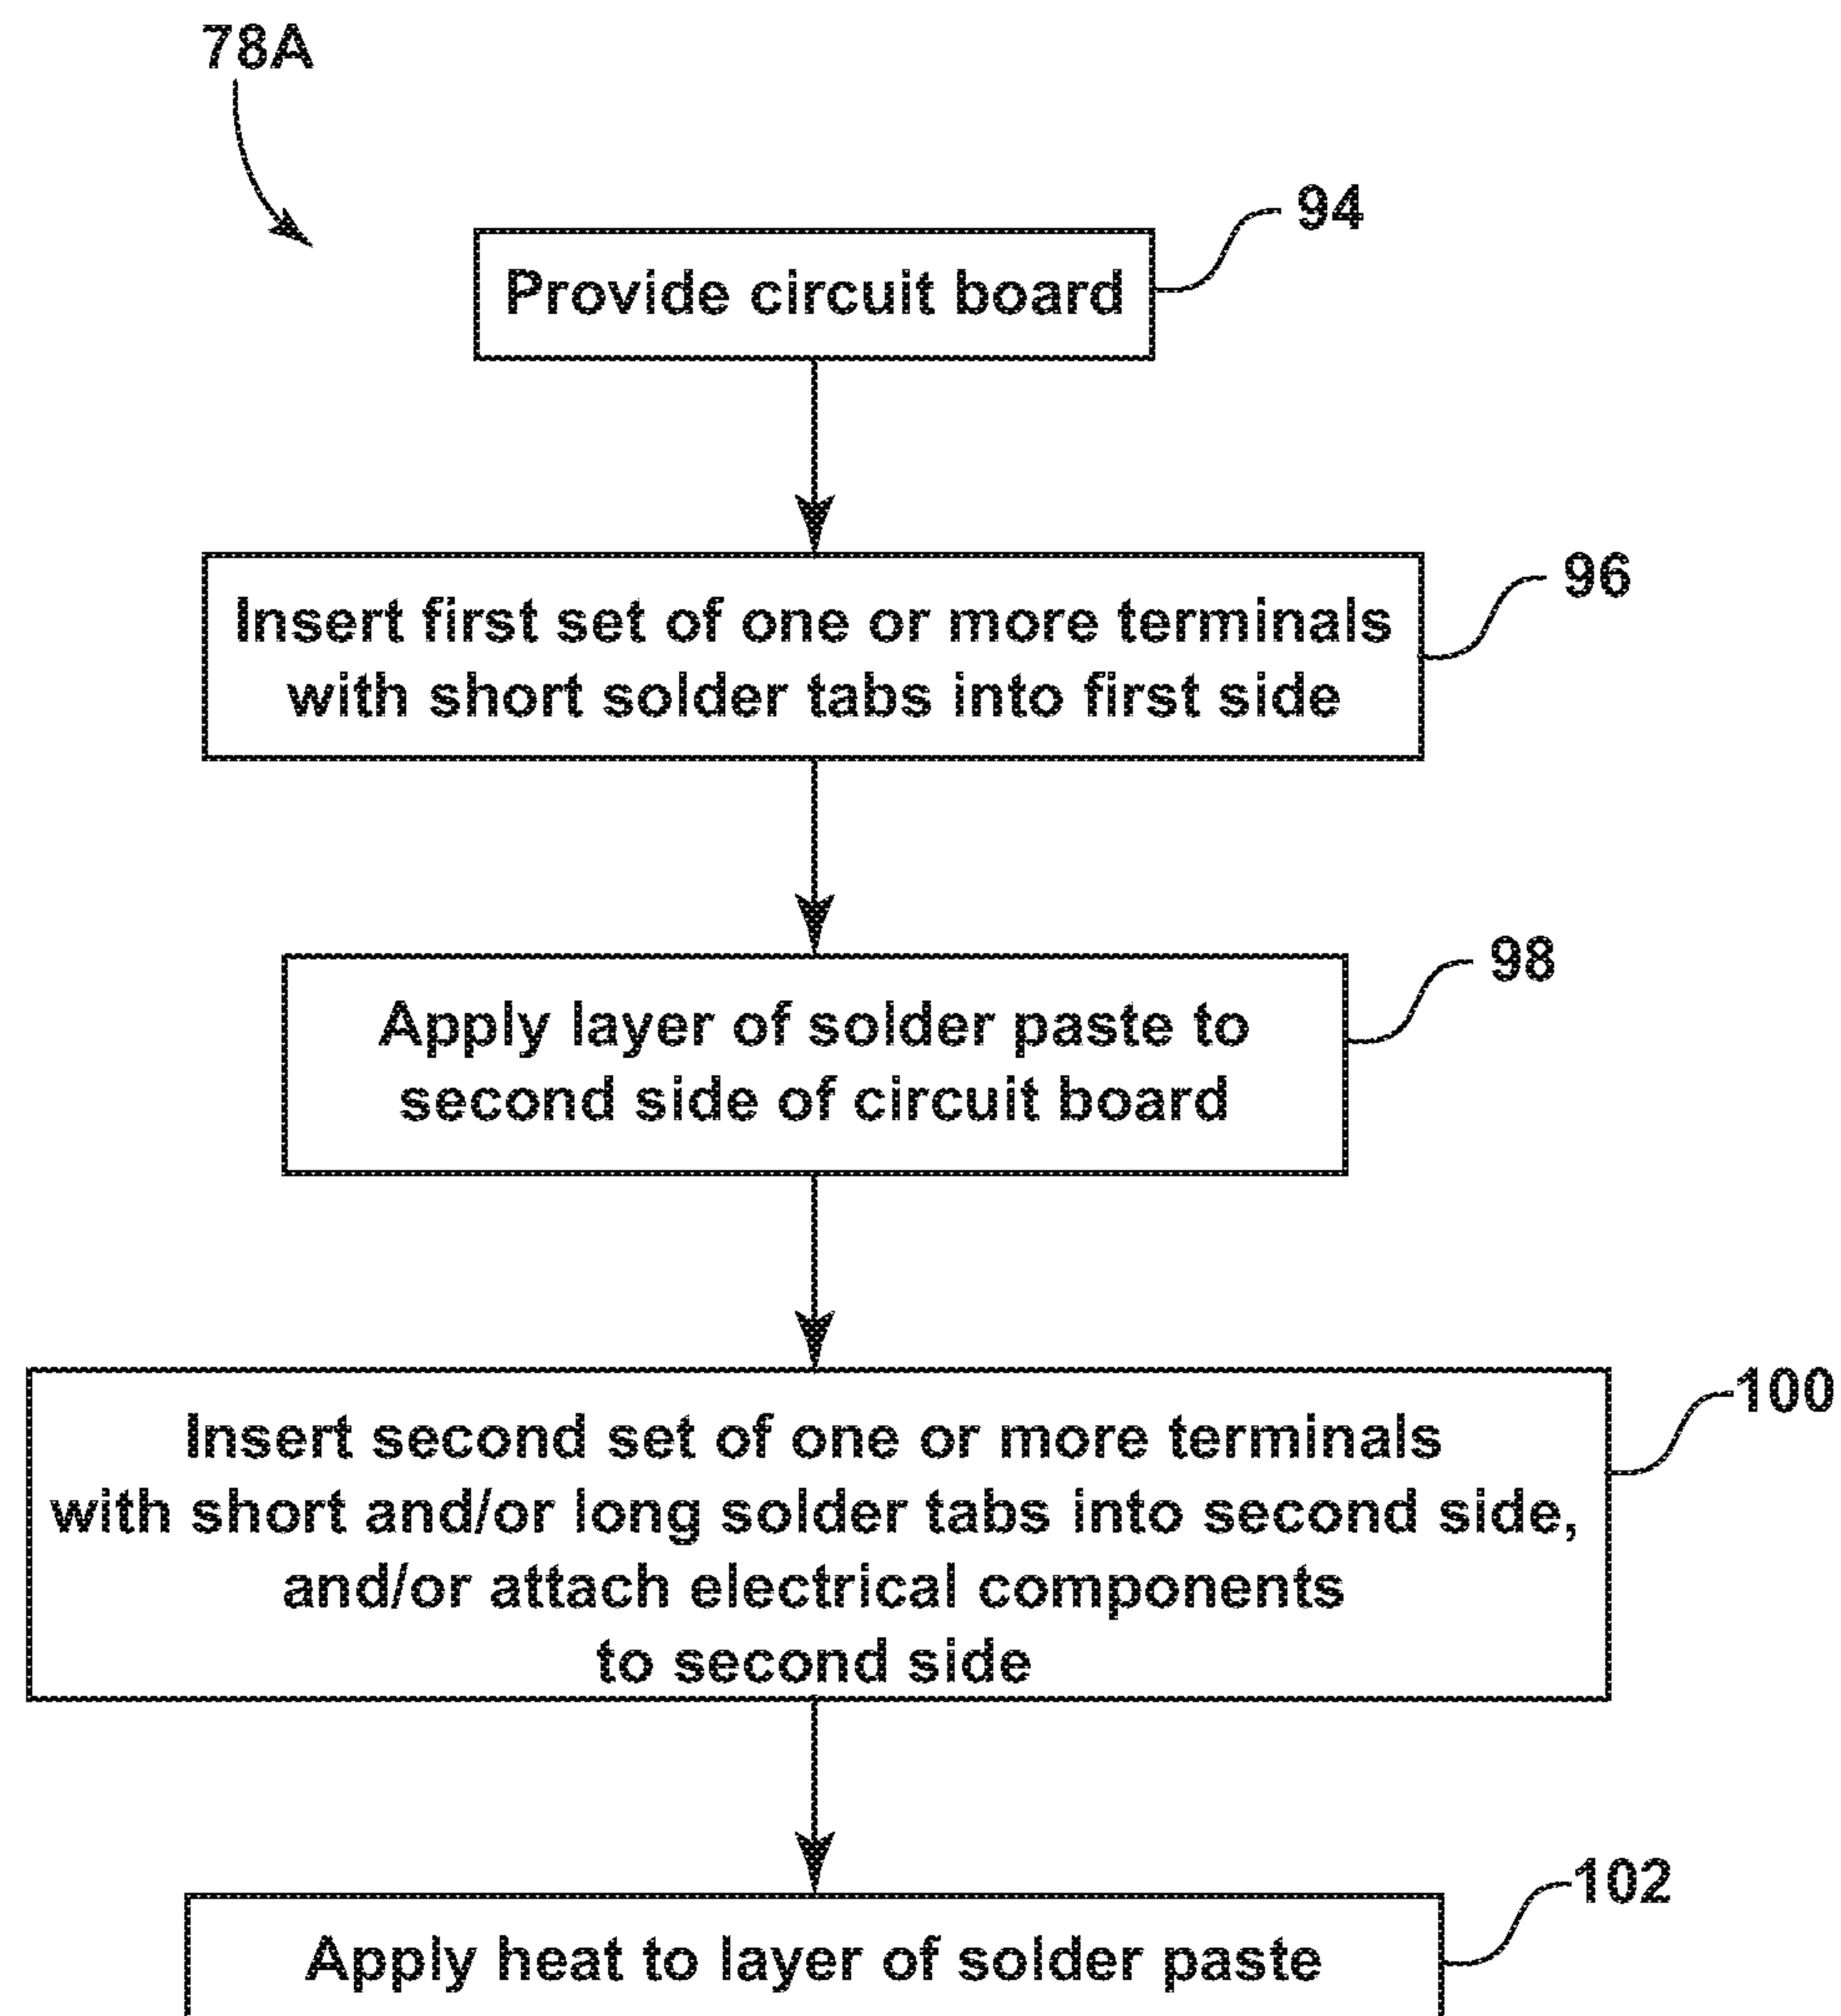 78A
94
Provide circuit board
96
Insert first set of one or more terminals
with short solder tabs into first side
98
Apply layer of solder paste to
second side of circuit board
100
Insert second set of one or more terminals
with short and/or long solder tabs into second side,
and/or attach electrical components
to second side
102
Apply heat to layer of solder paste